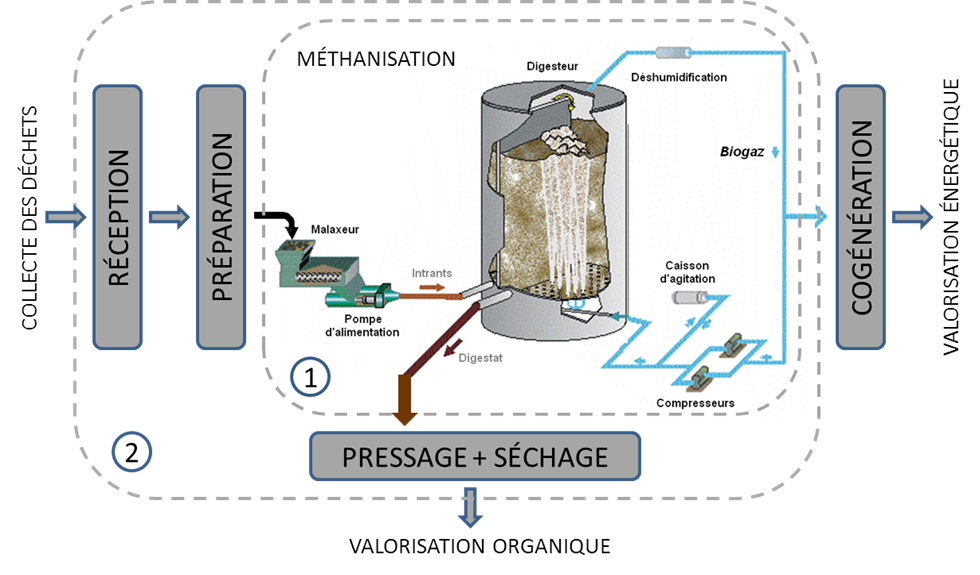 MÉTHANISATION
Digesteur
Déshumidification
Biogaz
COLLECTE DES DÉCHETS
RÉCEPTION
PRÉPARATION
Malaxeur
Intrants
Pompe
d'alimentation
Digestat
Caisson
d'agitation
Compresseurs
COGÉNÉRATION
VALORISATION ÉNERGÉTIQUE
1
2
PRESSAGE + SÉCHAGE
VALORISATION ORGANIQUE